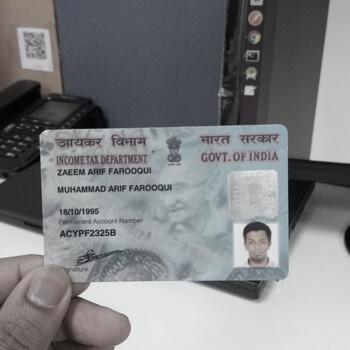 आयकर विभाग
भारत सरकार
INCOME TAX DEPARTMENT
GOVT. OF INDIA
ZAEEM ARIF FAROOQUI
MUHAMMAD ARIF FAROOQUI
18/10/1995
Permanent Account Number
ACYPF2325B
Signature